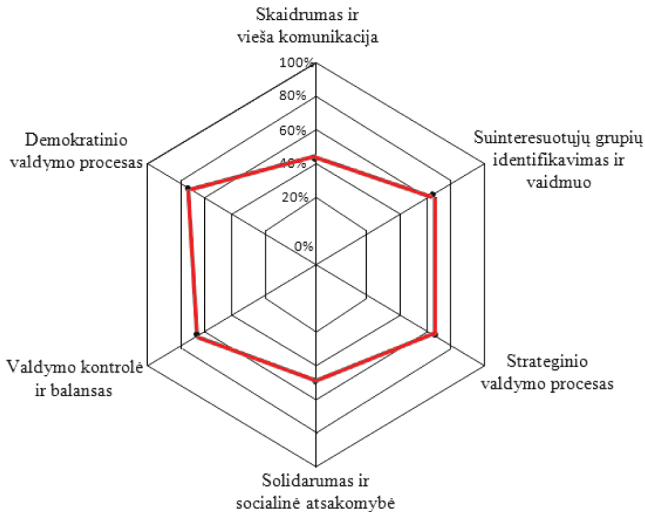 Skaidrumas ir
vieša komunikacija
100%
80%
60%
40%
20%
0%
Suinteresuotųjų grupių
identifikavimas ir
vaidmuo
Strateginio
valdymo procesas
Solidarumas ir
socialinė atsakomybė
Valdymo kontrolė
ir balansas
Demokratinio
valdymo procesas